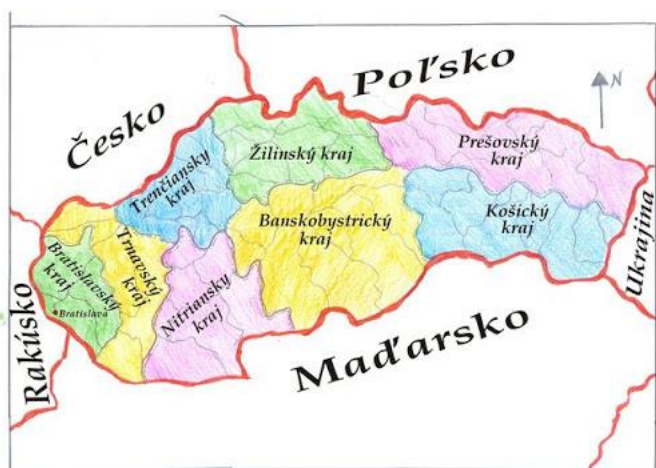 Poľsko
Česko
N
Prešovský
kraj
Žilinský kraj
Trenčiansky
kraj
Banskobystrický
kraj
Košický
kraj
Ukrajina
Bratislavský
kraj
Trnavský
kraj
Nitriansky
kraj
Bratislava
Rakúsko
Maďarsko